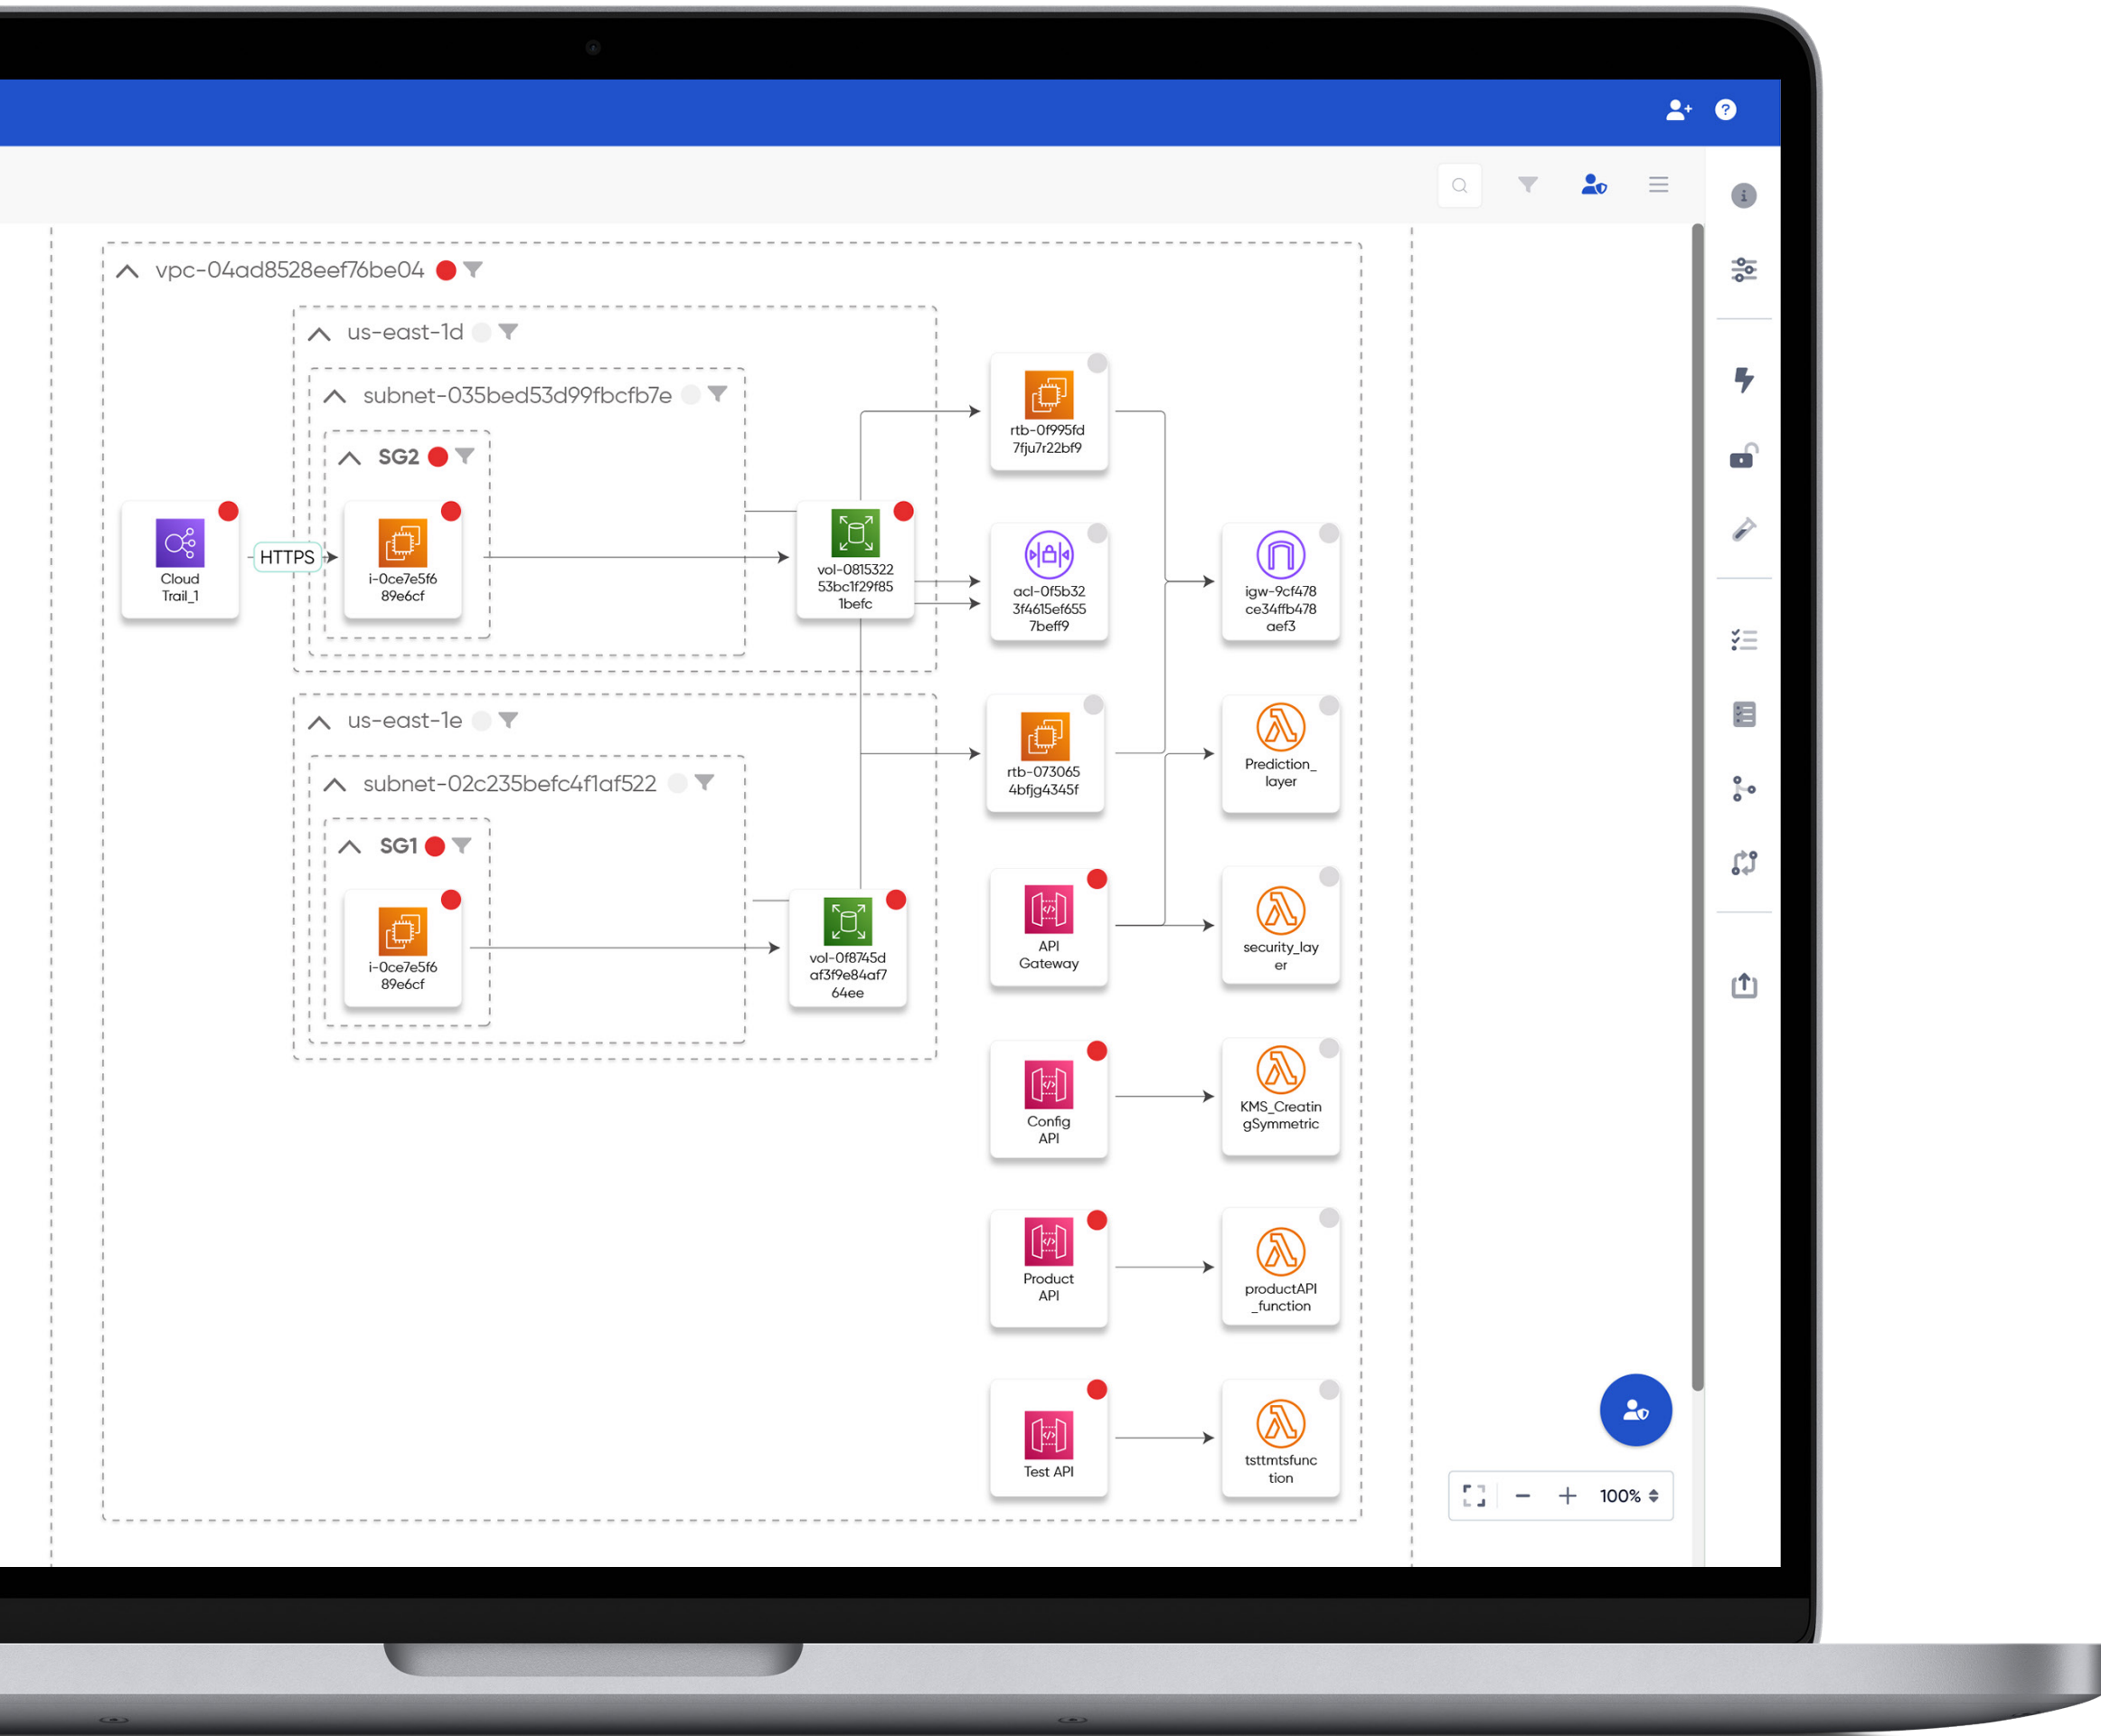 vpc-04ad8528eef76be04
us-east-1d
subnet-035bed53d99fbcfb7e
SG2
Cloud
Trail_1
HTTPS
i-0ce7e5f6
89e6cf
vol-0815322
53bc1f29f85
1befc
rtb-0f995fd
7fju7r22bf9
acl-0f5b32
3f4615ef655
7beff9
igw-9cf478
ce34ffb478
aef3
us-east-1e
subnet-02c235befc4f1af522
SG1
i-0ce7e5f6
89e6cf
vol-0f8745d
af3f9e84af7
64ee
rtb-073065
4bfjg4345f
Prediction_
layer
API
Gateway
security_lay
er
Config
API
KMS_Creatin
gSymmetric
Product
API
productAPI
_function
Test API
tsttmtsfunc
tion
100%